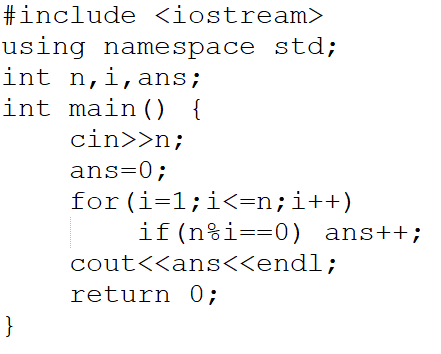 #include <iostream>
using namespace std;
int n,i,ans;
int main() {
    cin>>n;
    ans=0;
    for(i=1;i<=n;i++)
        if(n%i==0) ans++;
    cout<<ans<<endl;
    return 0;
}